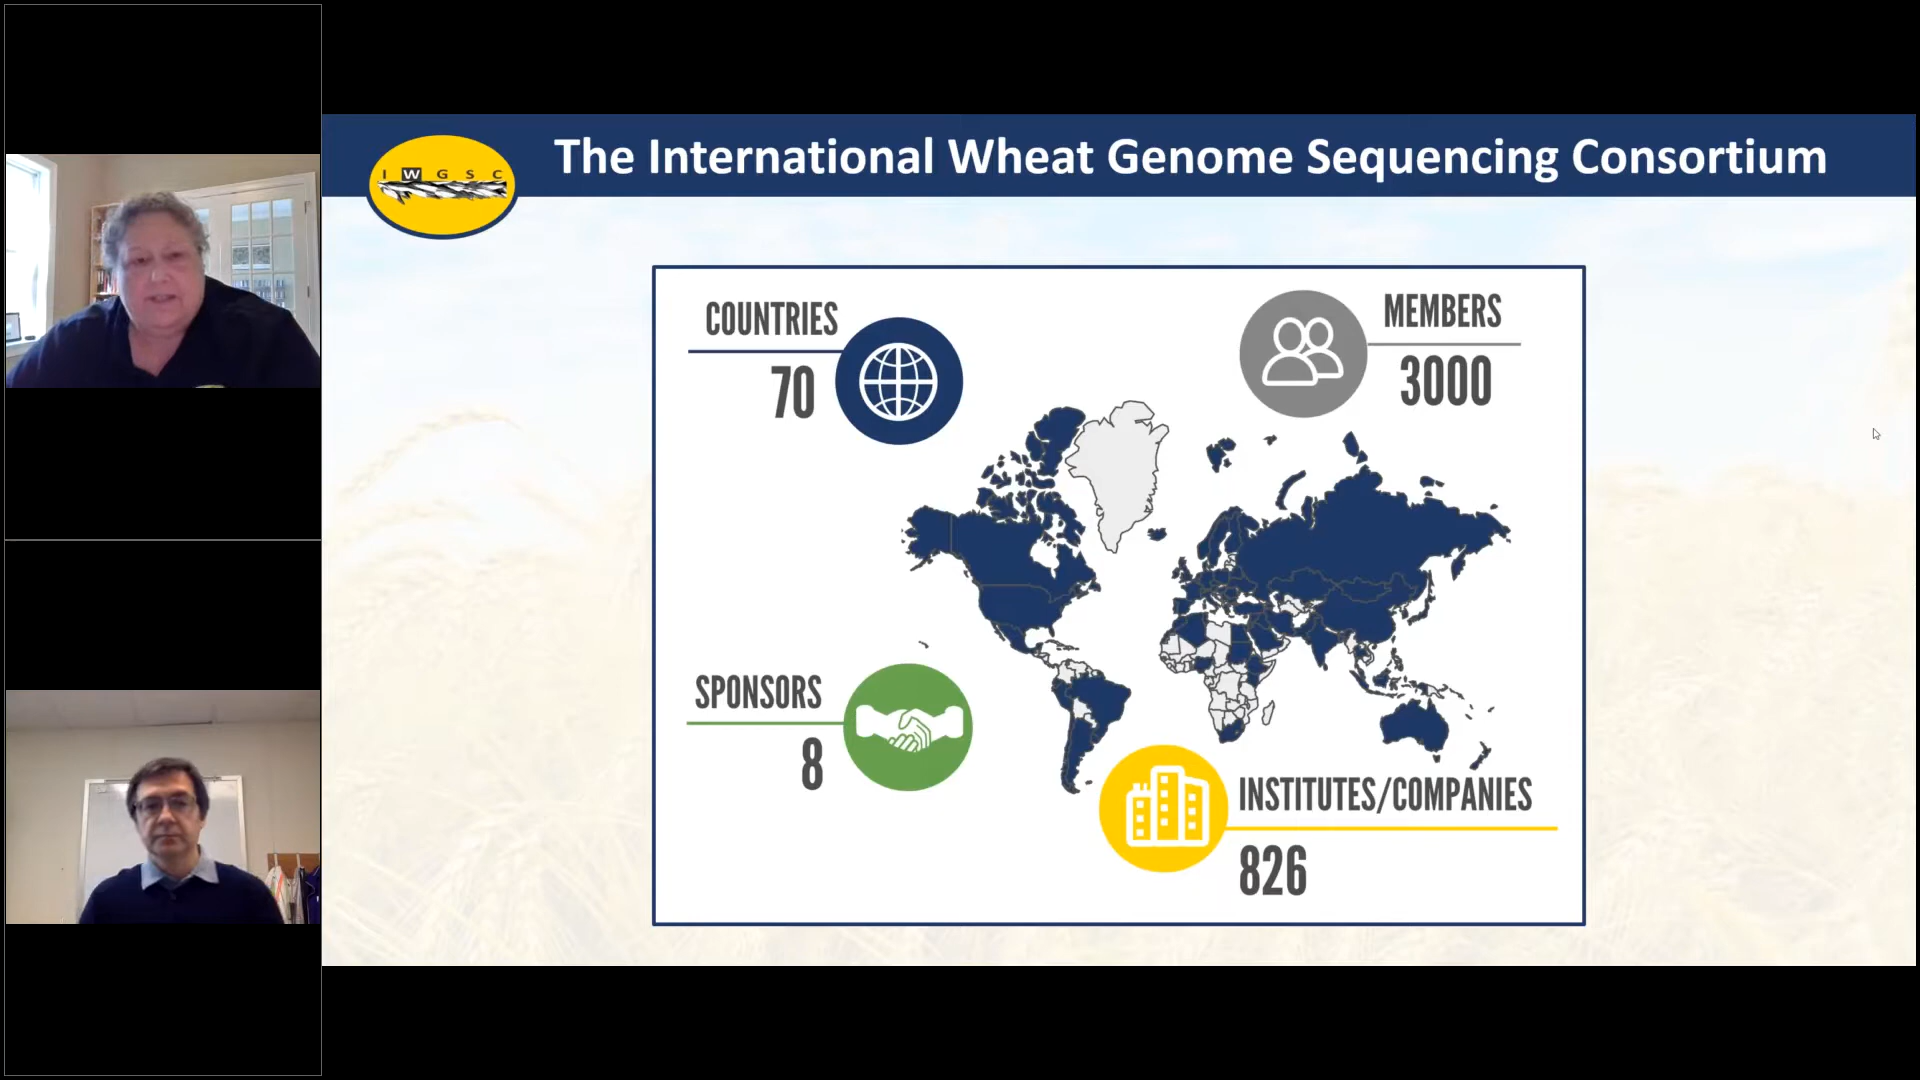 I W G S C
The International Wheat Genome Sequencing Consortium
COUNTRIES
70
MEMBERS
3000
SPONSORS
8
INSTITUTES/COMPANIES
826